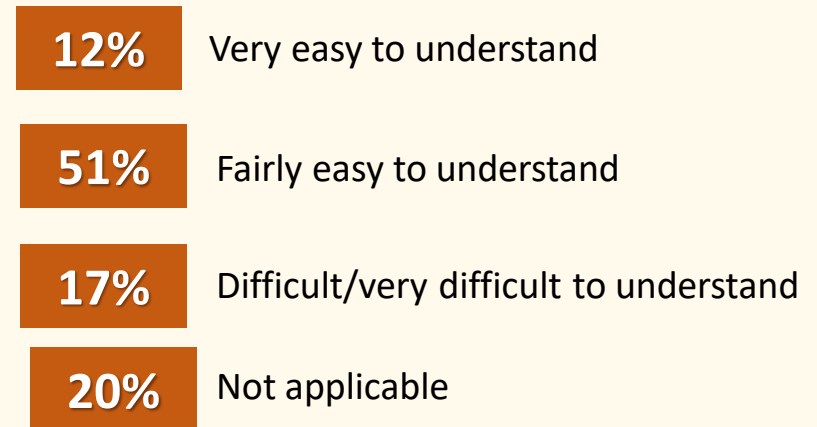 12% Very easy to understand
51% Fairly easy to understand
17% Difficult/very difficult to understand
20% Not applicable